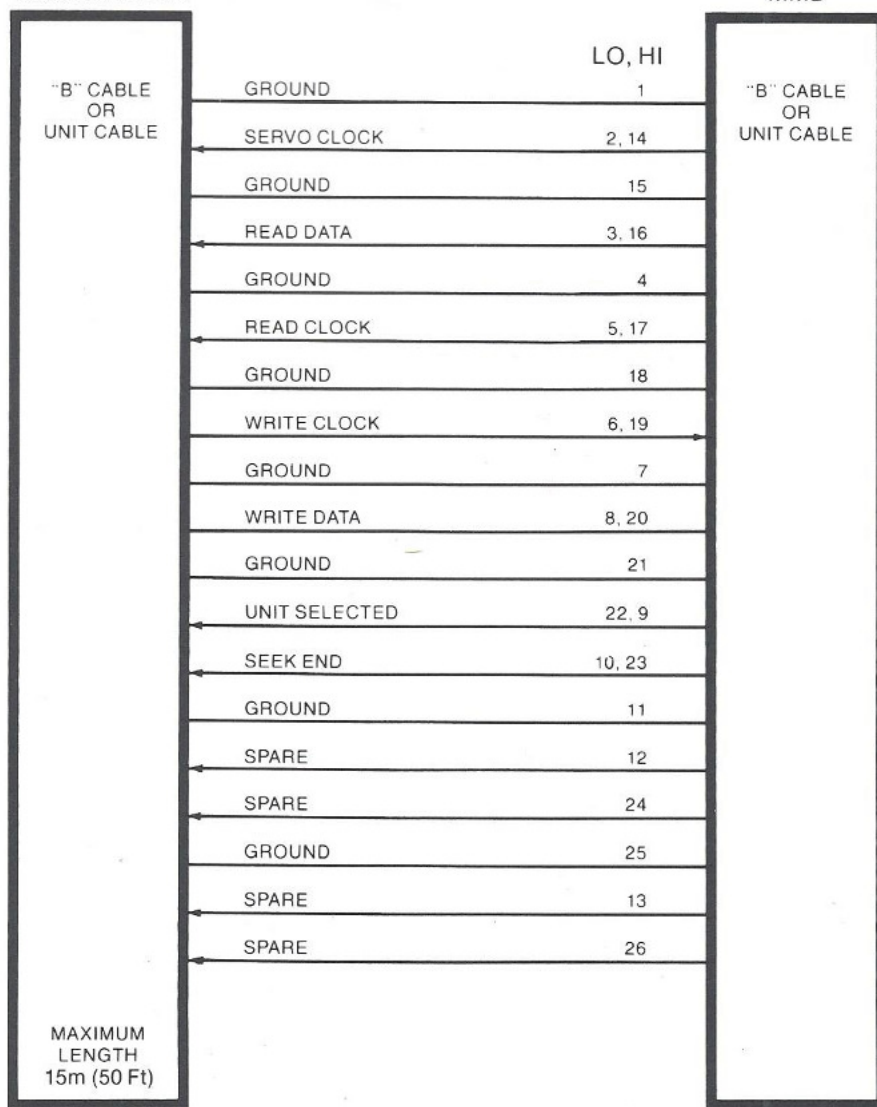 LO, HI
"B" CABLE
OR
UNIT CABLE
"B" CABLE
OR
UNIT CABLE
GROUND 1
SERVO CLOCK 2, 14
GROUND 15
READ DATA 3, 16
GROUND 4
READ CLOCK 5, 17
GROUND 18
WRITE CLOCK 6, 19
GROUND 7
WRITE DATA 8, 20
GROUND 21
UNIT SELECTED 22, 9
SEEK END 10, 23
GROUND 11
SPARE 12
SPARE 24
GROUND 25
SPARE 13
SPARE 26
MAXIMUM
LENGTH
15m (50 Ft)